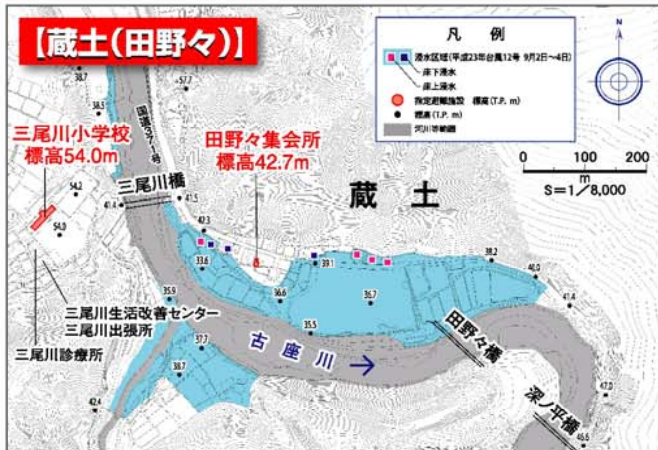 【蔵土(田野々)】
凡例
浸水区域(平成23年台風12号 9月2日〜4日)
床下浸水
床上浸水
指定避難施設 標高(T.P. m)
標高(T.P. m)
河川等範囲
N
0 100 200
m
S=1/8,000
38.7
57.7
38.5
国道371号
三尾川小学校
標高54.0m
田野々集会所
標高42.7m
三尾川橋
蔵土
54.2
41.5
41.4
42.3
54.0
33.6
39.1
38.2
40.0
35.9
36.6
36.7
41.4
三尾川生活改善センター
三尾川出張所
三尾川診療所
35.5
37.7
古座川
田野々橋
38.7
深ノ平橋
47.0
42.4
46.6